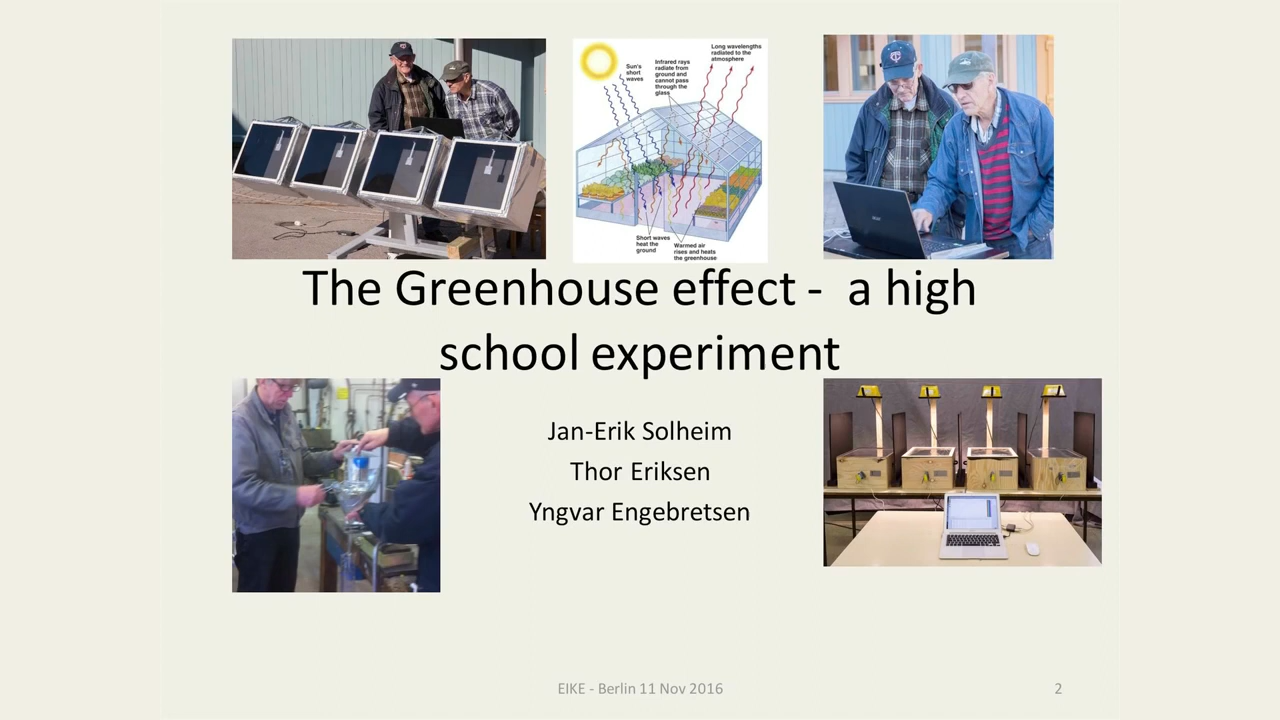 Sun's
short
waves
Infrared rays
radiate from
ground and
cannot pass
through the
glass
Long wavelengths
radiated to the
atmosphere
Short waves
heat the
ground
Warmed air
rises and heats
the greenhouse
The Greenhouse effect -  a high
school experiment
Jan-Erik Solheim
Thor Eriksen
Yngvar Engebretsen
EIKE - Berlin 11 Nov 2016
2